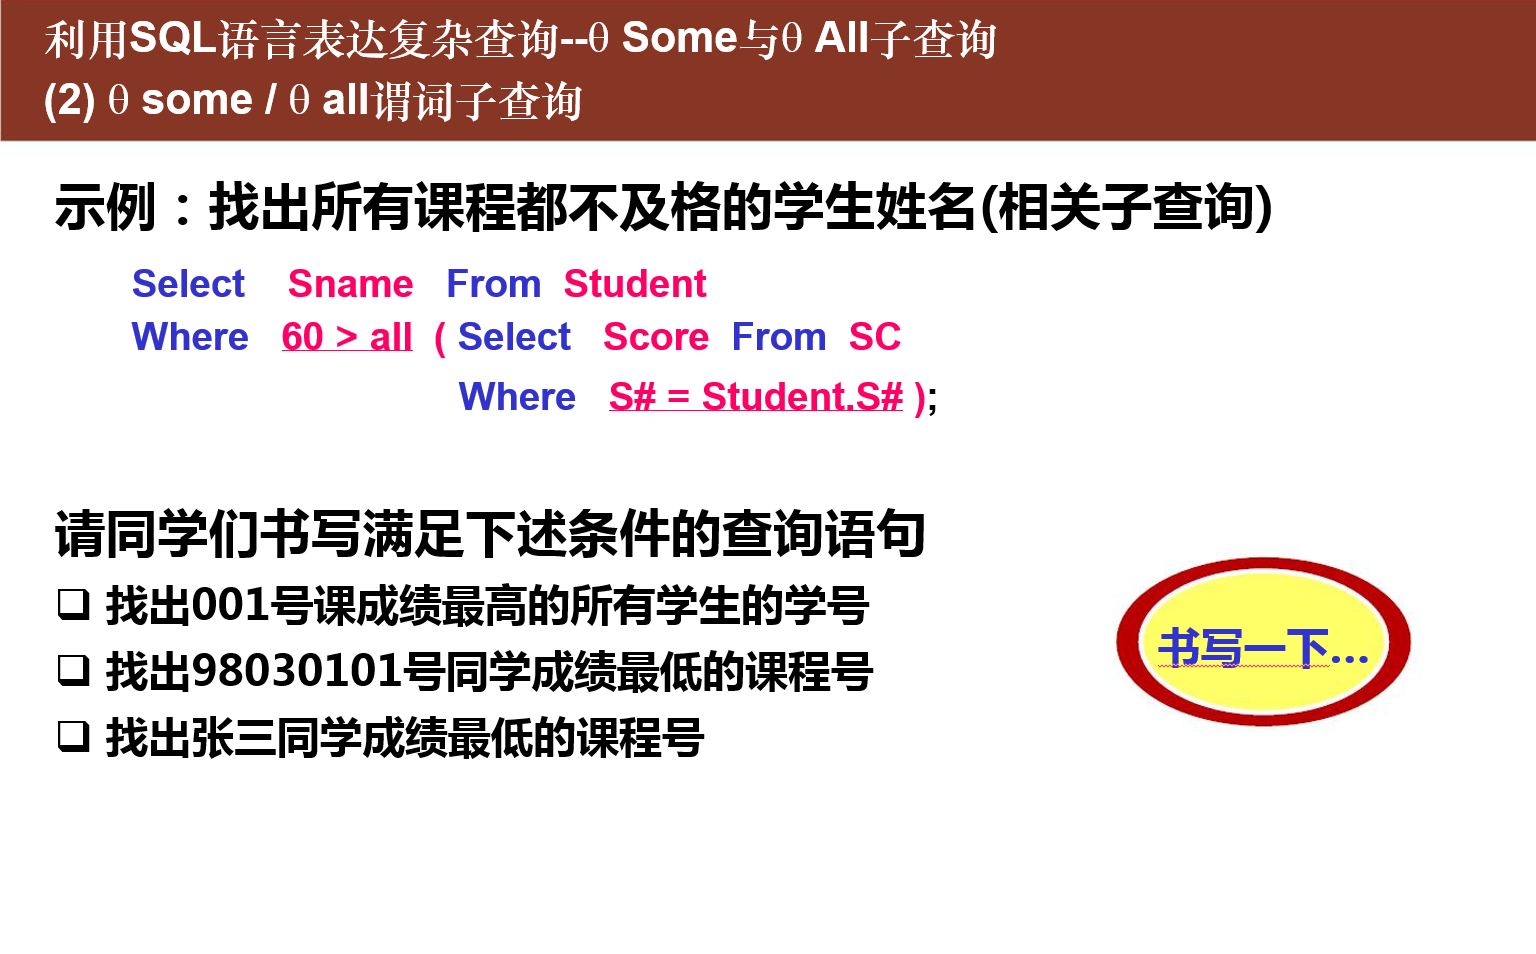 利用SQL语言表达复杂查询--θ Some与θ All子查询
(2) θ some / θ all谓词子查询
示例：找出所有课程都不及格的学生姓名(相关子查询)
Select Sname From Student
Where 60 > all ( Select Score From SC
Where S# = Student.S# );
请同学们书写满足下述条件的查询语句
❑ 找出001号课成绩最高的所有学生的学号
❑ 找出98030101号同学成绩最低的课程号
❑ 找出张三同学成绩最低的课程号
书写一下...